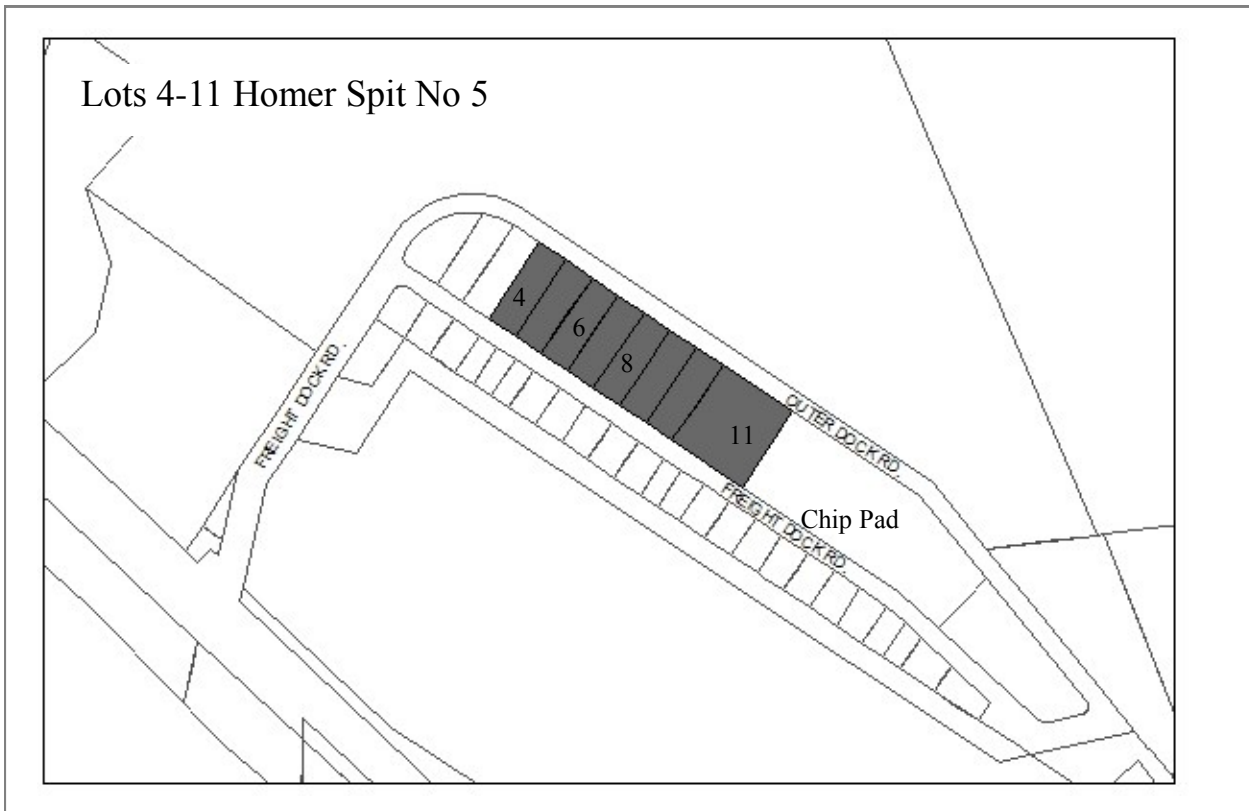 Lots 4-11 Homer Spit No 5
4
6
8
11
FREIGHT DOCK RD.
OUTER DOCK RD.
FREIGHT DOCK RD.
Chip Pad